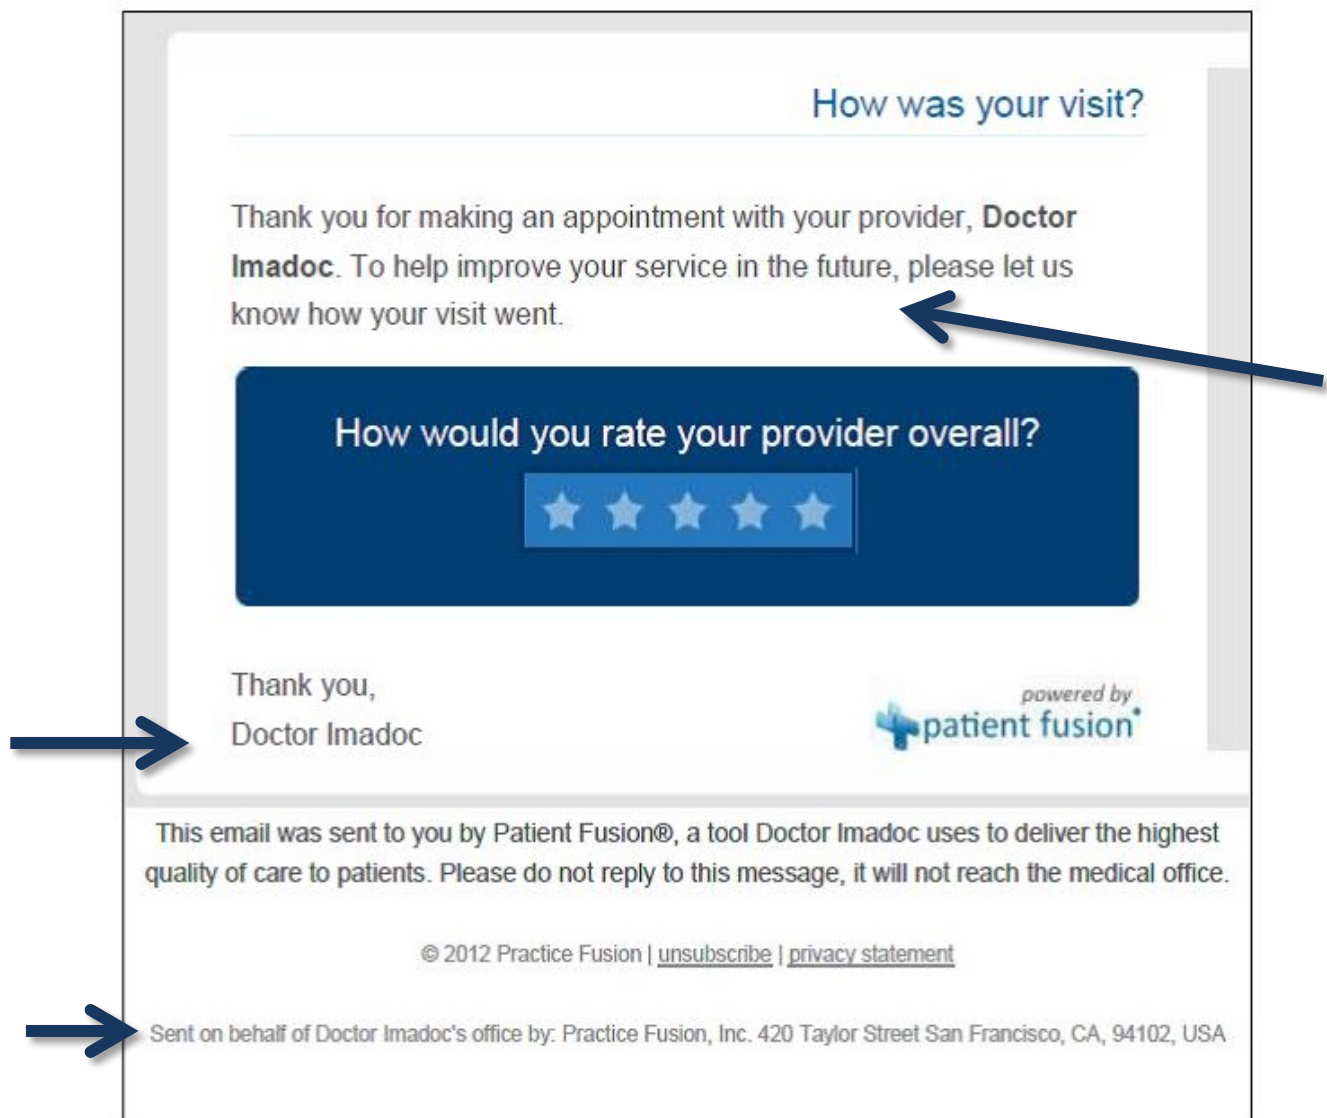 How was your visit?
Thank you for making an appointment with your provider, Doctor
Imadoc. To help improve your service in the future, please let us
know how your visit went.
How would you rate your provider overall?
Thank you,
Doctor Imadoc
powered by
patient fusion
This email was sent to you by Patient Fusion®, a tool Doctor Imadoc uses to deliver the highest
quality of care to patients. Please do not reply to this message, it will not reach the medical office.
© 2012 Practice Fusion | unsubscribe | privacy statement
Sent on behalf of Doctor Imadoc's office by: Practice Fusion, Inc. 420 Taylor Street San Francisco, CA, 94102, USA